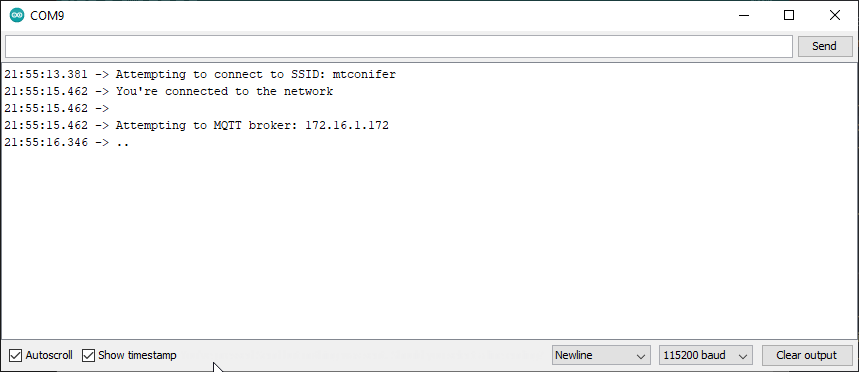 COM9
Send
21:55:13.381 -> Attempting to connect to SSID: mtconifer
21:55:15.462 -> You're connected to the network
21:55:15.462 ->
21:55:15.462 -> Attempting to MQTT broker: 172.16.1.172
21:55:16.346 -> ..
Autoscroll Show timestamp Newline 115200 baud Clear output